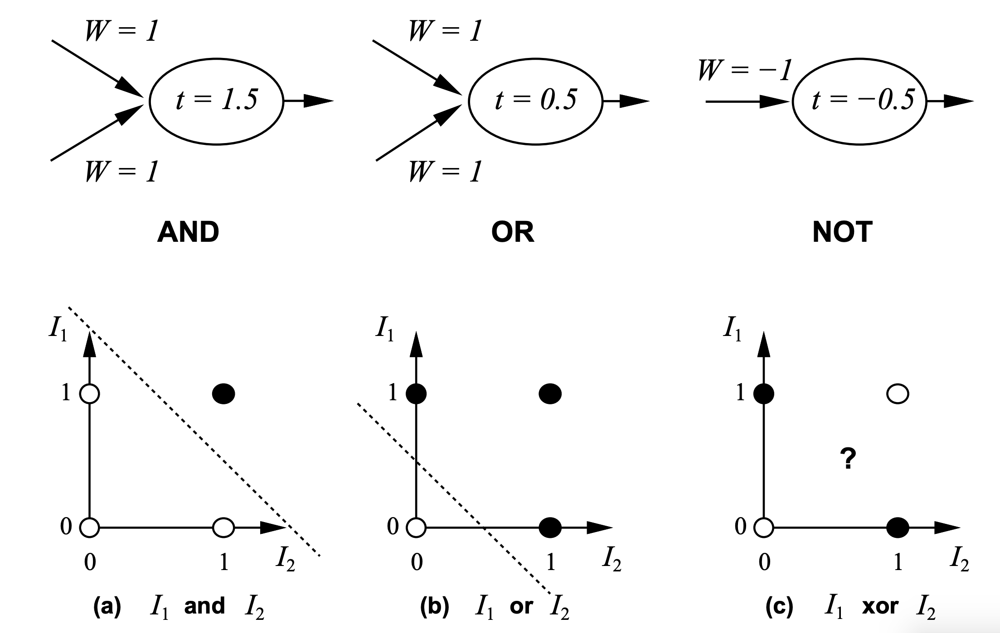 W = 1 W = 1
W = −1
t = 1.5 t = 0.5 t = −0.5
W = 1 W = 1
AND OR NOT
I₁ I₁ I₁
1 1 1
?
0 0 0
0 1 I₂ 0 1 I₂ 0 1 I₂
(a) I₁ and I₂ (b) I₁ or I₂ (c) I₁ xor I₂